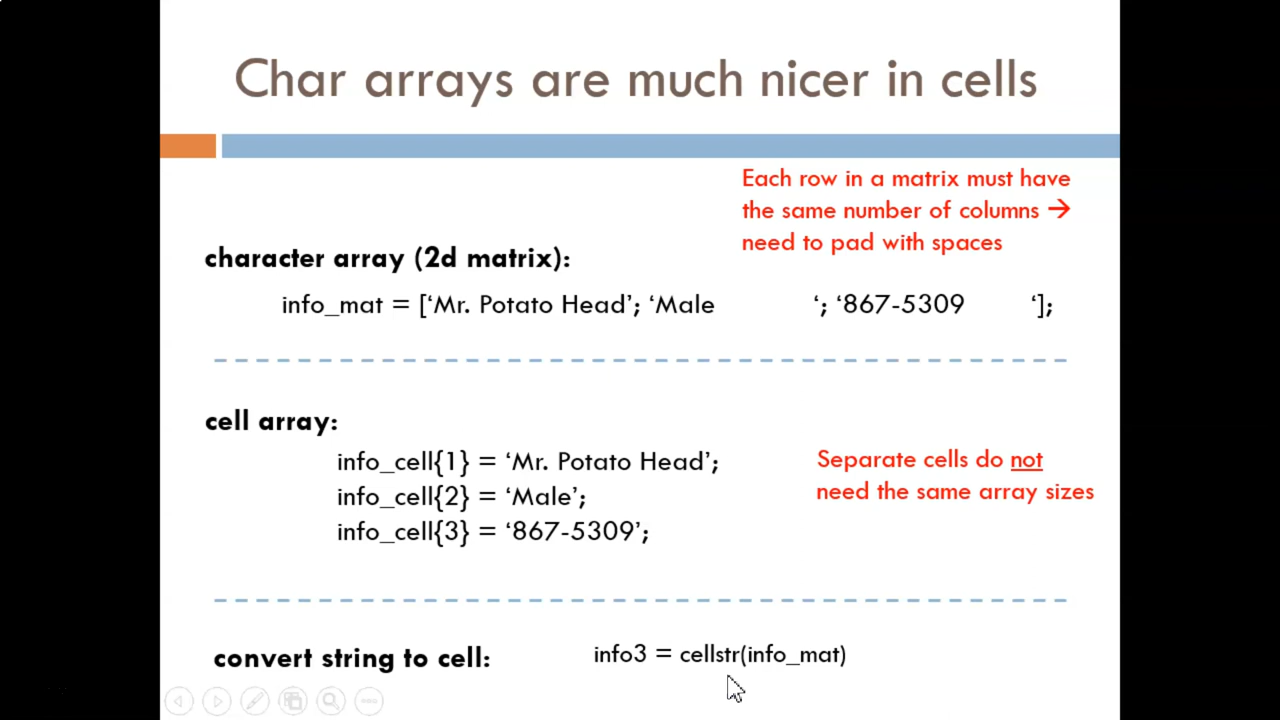 Char arrays are much nicer in cells
Each row in a matrix must have
the same number of columns →
need to pad with spaces
character array (2d matrix):
info_mat = [‘Mr. Potato Head’; ‘Male            ‘; ‘867-5309        ‘];
cell array:
info_cell{1} = ‘Mr. Potato Head’;
info_cell{2} = ‘Male’;
info_cell{3} = ‘867-5309’;
Separate cells do not
need the same array sizes
convert string to cell:
info3 = cellstr(info_mat)